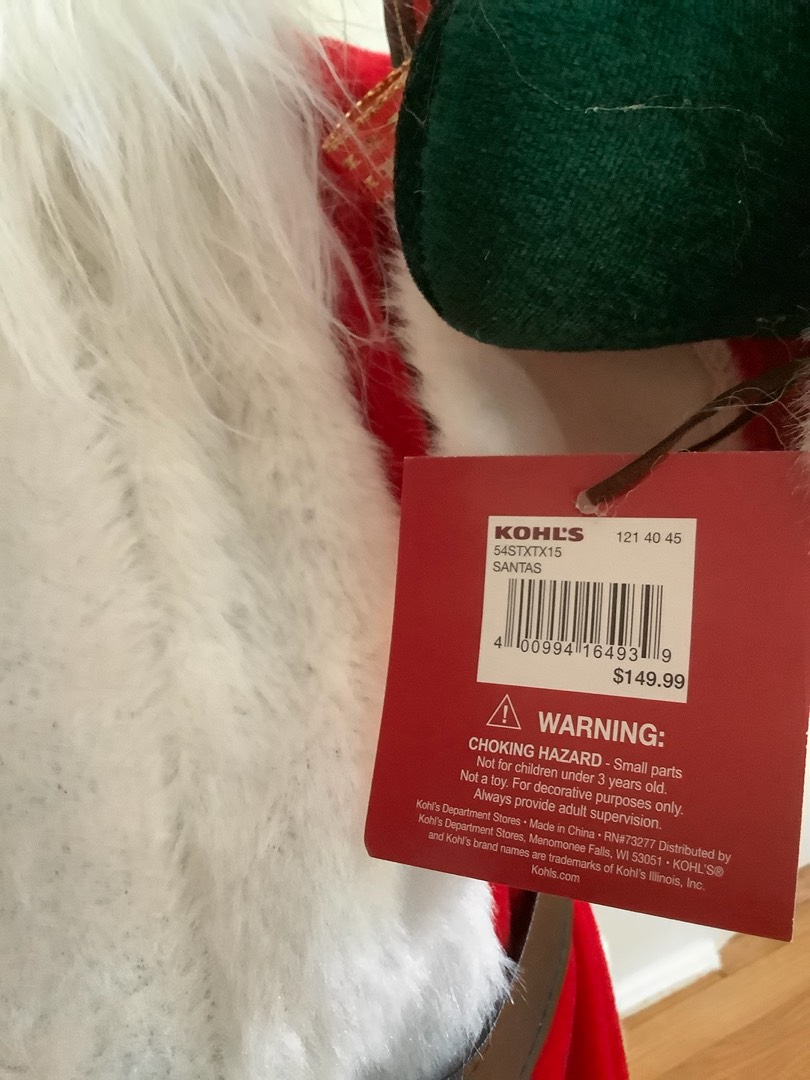 KOHL'S 121 40 45
54STXTX15
SANTAS
4 00994 16493 9
$149.99
WARNING:
CHOKING HAZARD - Small parts
Not for children under 3 years old.
Not a toy. For decorative purposes only.
Always provide adult supervision.
Kohl's Department Stores • Made in China • RN#73277 Distributed by
Kohl's Department Stores, Menomonee Falls, WI 53051 • KOHL'S®
and Kohl's brand names are trademarks of Kohl's Illinois, Inc.
Kohls.com